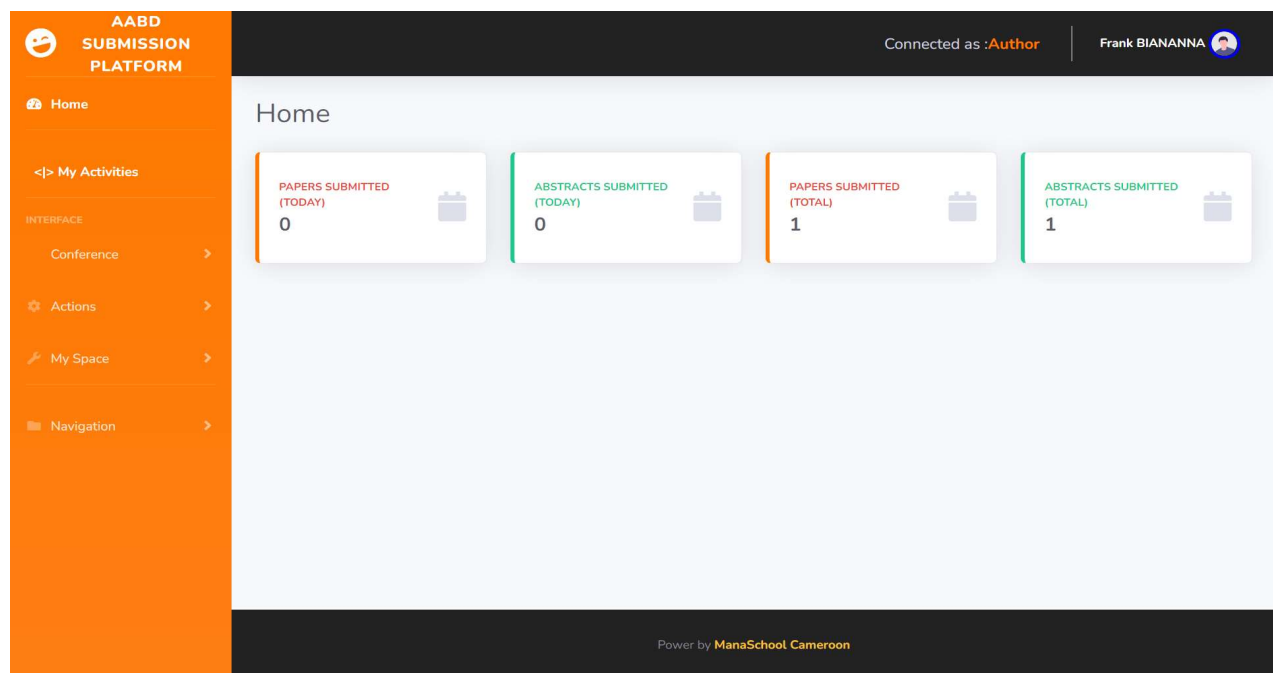 AABD
SUBMISSION
PLATFORM
Connected as :Author
Frank BIANANNA
Home
<|> My Activities
INTERFACE
Conference
Actions
My Space
Navigation
Home
PAPERS SUBMITTED
(TODAY)
0
ABSTRACTS SUBMITTED
(TODAY)
0
PAPERS SUBMITTED
(TOTAL)
1
ABSTRACTS SUBMITTED
(TOTAL)
1
Power by ManaSchool Cameroon